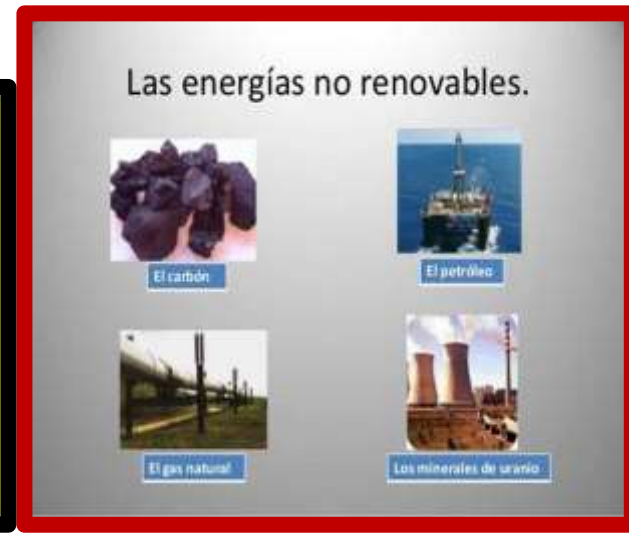 Las energías no renovables.
El carbón
El petróleo
El gas natural
Los minerales de uranio